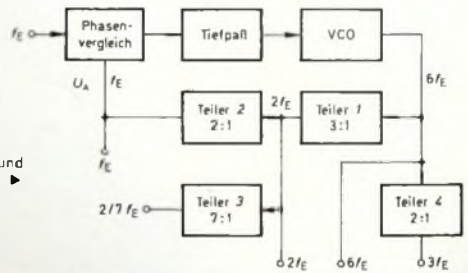 Phasen-
vergleich
Tiefpaß
VCO
f_E
U_A
f_E
6f_E
Teiler 2
2:1
2f_E
Teiler 1
3:1
f_E
und
2/7 f_E
Teiler 3
7:1
Teiler 4
2:1
2f_E
6f_E
3f_E